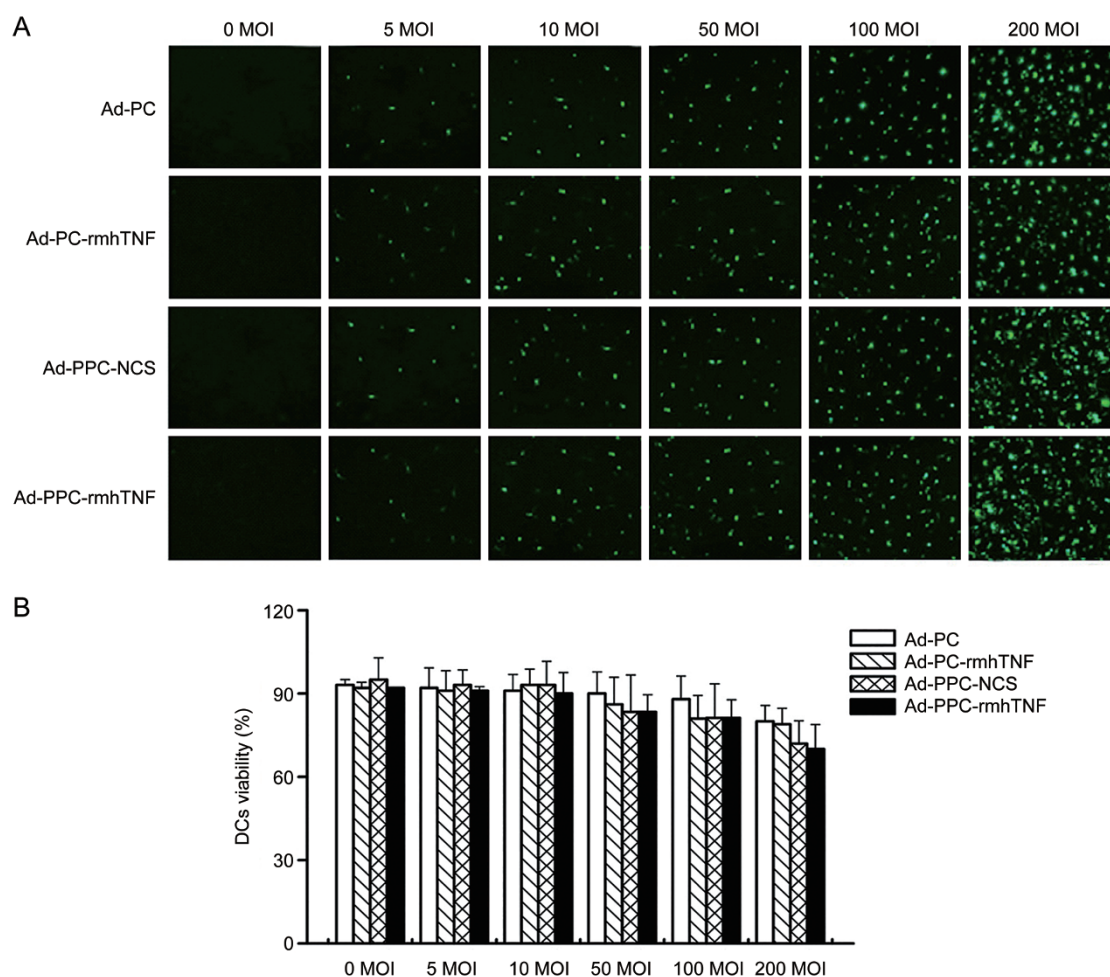 A
0 MOI 5 MOI 10 MOI 50 MOI 100 MOI 200 MOI
Ad-PC
Ad-PC-rmhTNF
Ad-PPC-NCS
Ad-PPC-rmhTNF
B
120
90
60
30
0
DCs viability (%)
Ad-PC
Ad-PC-rmhTNF
Ad-PPC-NCS
Ad-PPC-rmhTNF
0 MOI 5 MOI 10 MOI 50 MOI 100 MOI 200 MOI